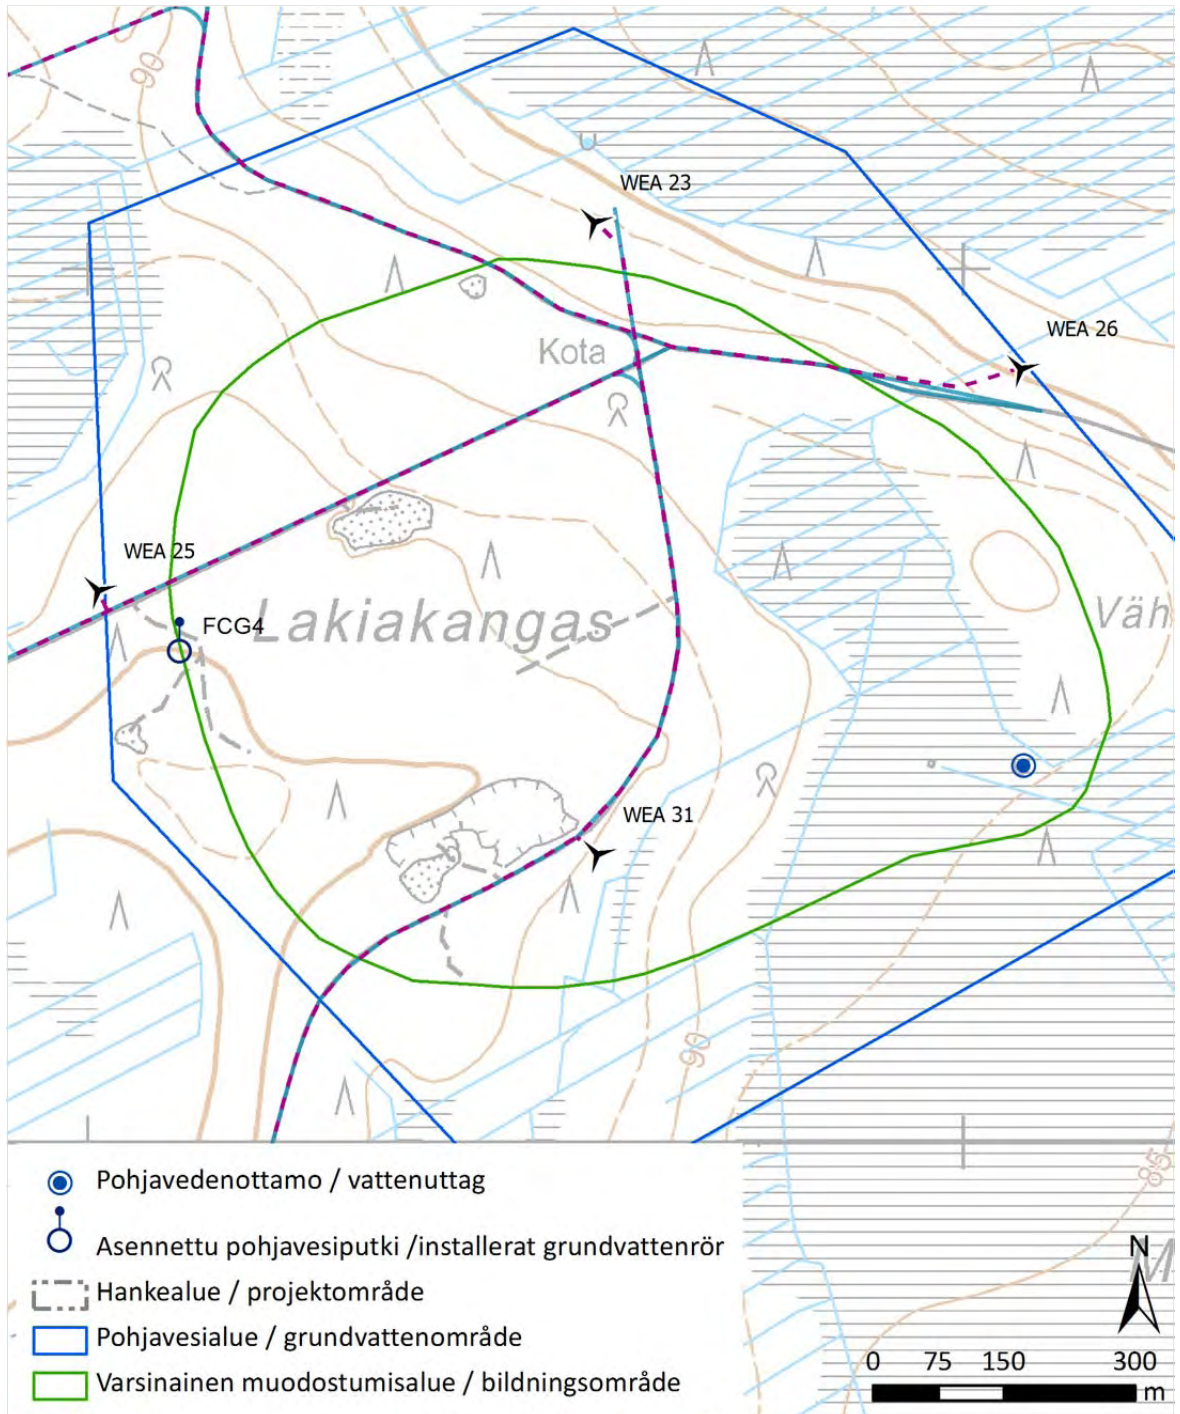 90
WEA 23
WEA 26
Kota
WEA 25
FCG4
Lakiakangas
Väh
WEA 31
90
85
Pohjavedenottamo / vattenuttag
Asennettu pohjavesiputki /installerat grundvattenrör
Hankealue / projektområde
Pohjavesialue / grundvattenområde
Varsinainen muodostumisalue / bildningsområde
N
M
0 75 150 300
m